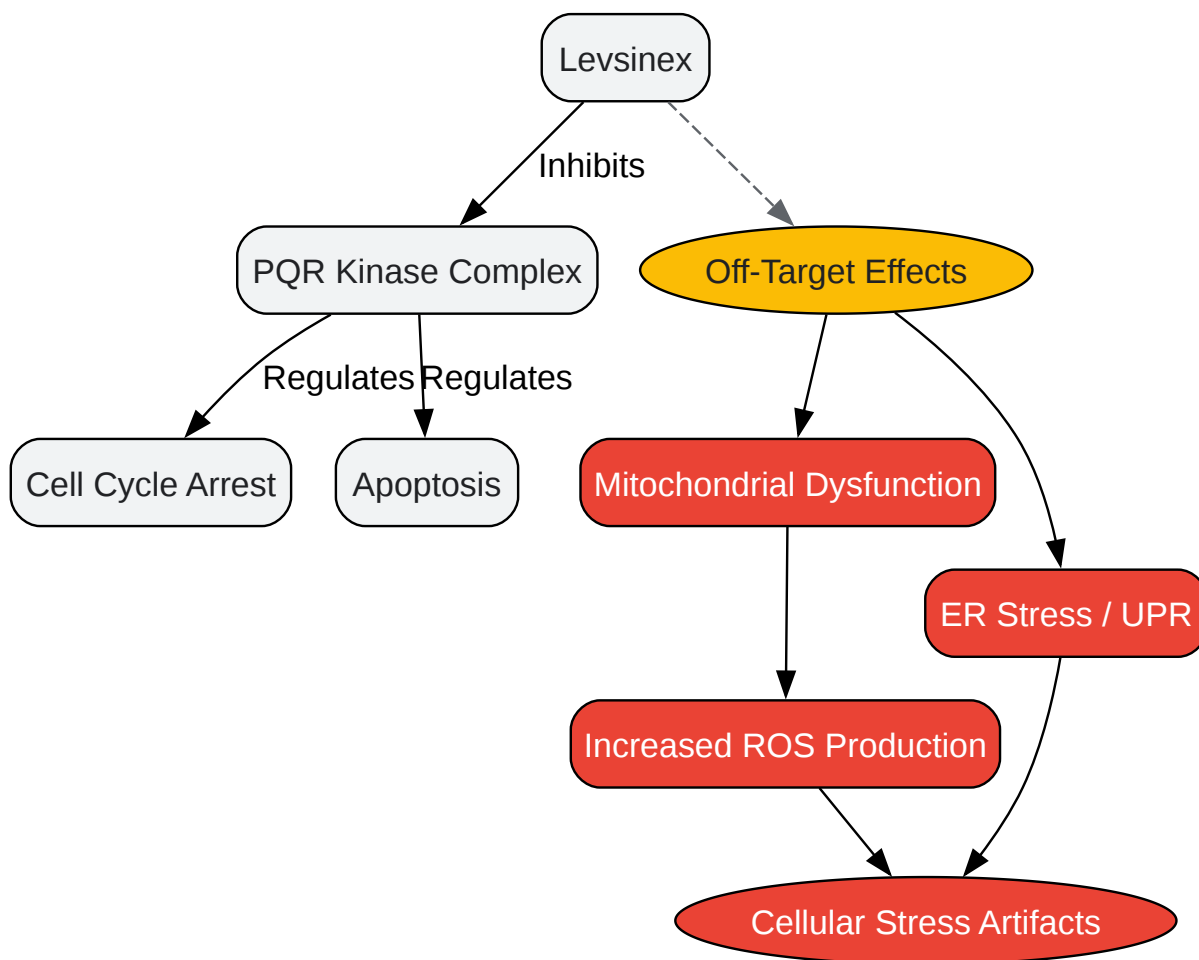 Levsinex
Inhibits
PQR Kinase Complex
Off-Target Effects
Regulates
Regulates
Cell Cycle Arrest
Apoptosis
Mitochondrial Dysfunction
ER Stress / UPR
Increased ROS Production
Cellular Stress Artifacts